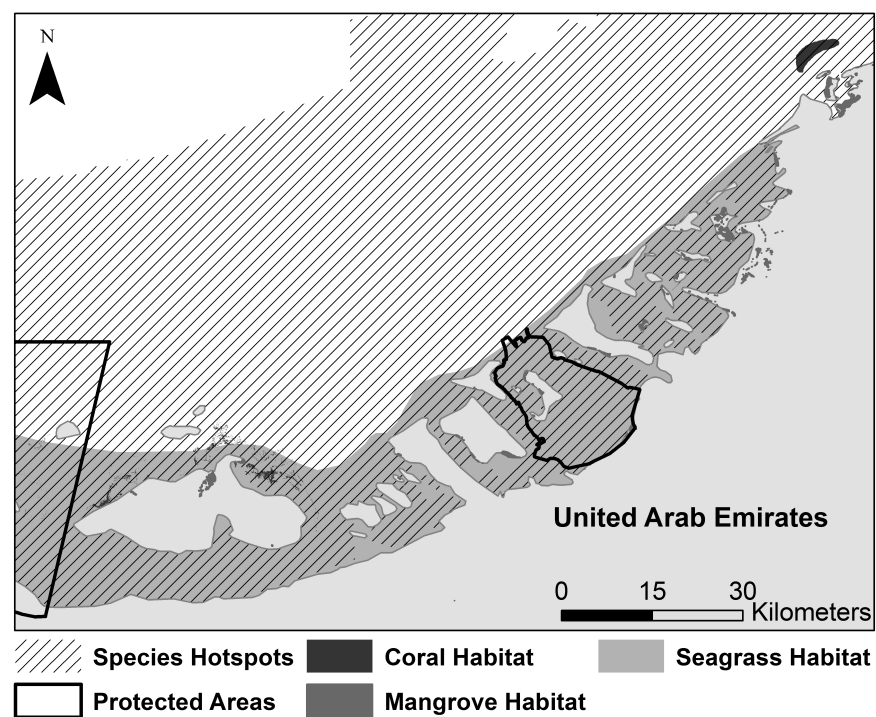 N
United Arab Emirates
0 15 30
Kilometers
Species Hotspots Coral Habitat Seagrass Habitat
Protected Areas Mangrove Habitat